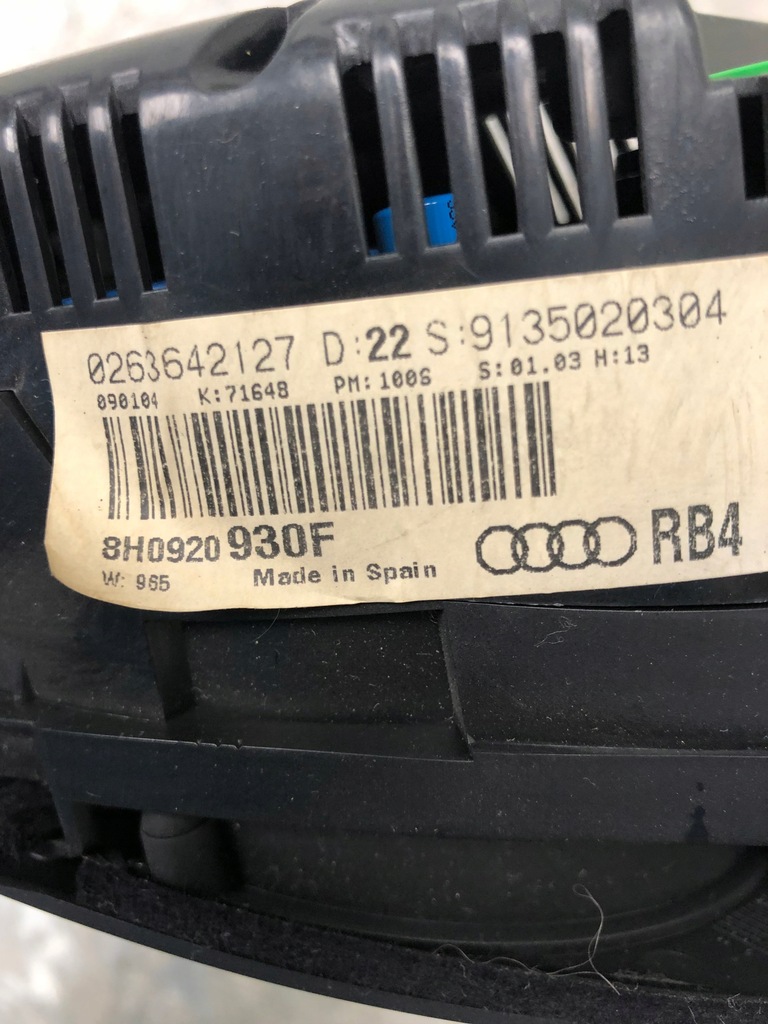 0263642127 D:22 S:9135020304
090104 K:71648 PM:1006 S:01.03 H:13
8H0920930F RB4
W: 965 Made in Spain